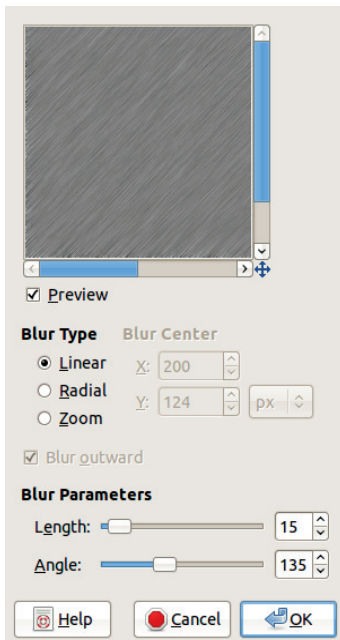 Preview
Blur Type Blur Center
Linear X: 200
Radial Y: 124 px
Zoom
Blur outward
Blur Parameters
Length: 15
Angle: 135
Help Cancel OK